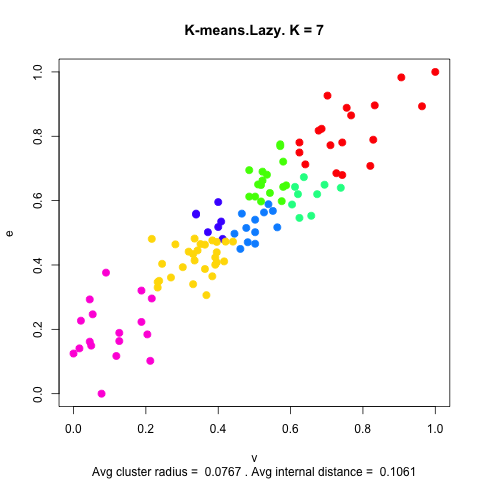 K-means.Lazy. K = 7
1.0
0.8
0.6
0.4
0.2
0.0
e
0.0 0.2 0.4 0.6 0.8 1.0
v
Avg cluster radius = 0.0767 . Avg internal distance = 0.1061